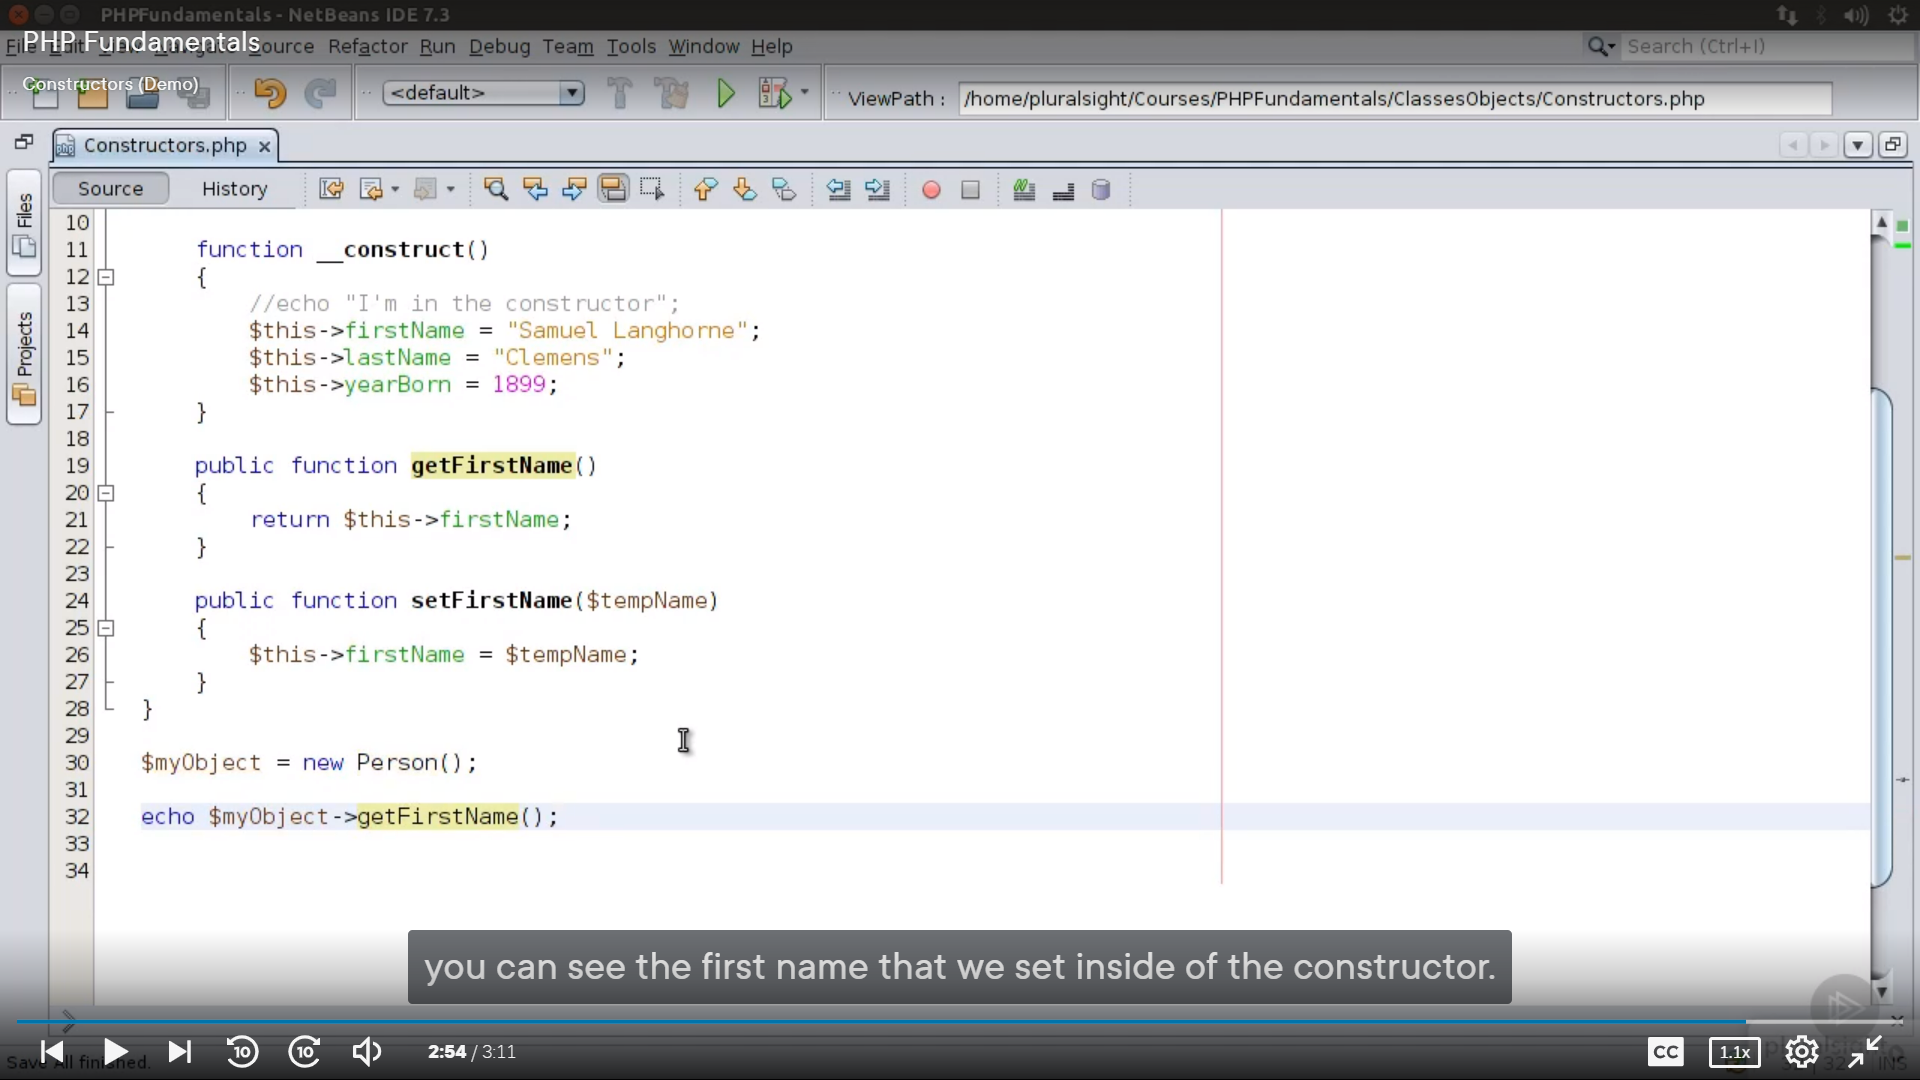 PHPFundamentals - NetBeans IDE 7.3
PHP Fundamentals
File Edit View Navigate Source Refactor Run Debug Team Tools Window Help
Search (Ctrl+I)
Constructors (Demo)
<default>
ViewPath : /home/pluralsight/Courses/PHPFundamentals/ClassesObjects/Constructors.php
Constructors.php
Source History
Files
Projects
10
11 function __construct()
12 {
13 //echo "I'm in the constructor";
14 $this->firstName = "Samuel Langhorne";
15 $this->lastName = "Clemens";
16 $this->yearBorn = 1899;
17 }
18
19 public function getFirstName()
20 {
21 return $this->firstName;
22 }
23
24 public function setFirstName($tempName)
25 {
26 $this->firstName = $tempName;
27 }
28 }
29
30 $myObject = new Person();
31
32 echo $myObject->getFirstName();
33
34
you can see the first name that we set inside of the constructor.
10 10 2:54 / 3:11 CC 1.1x
Save All finished. INS